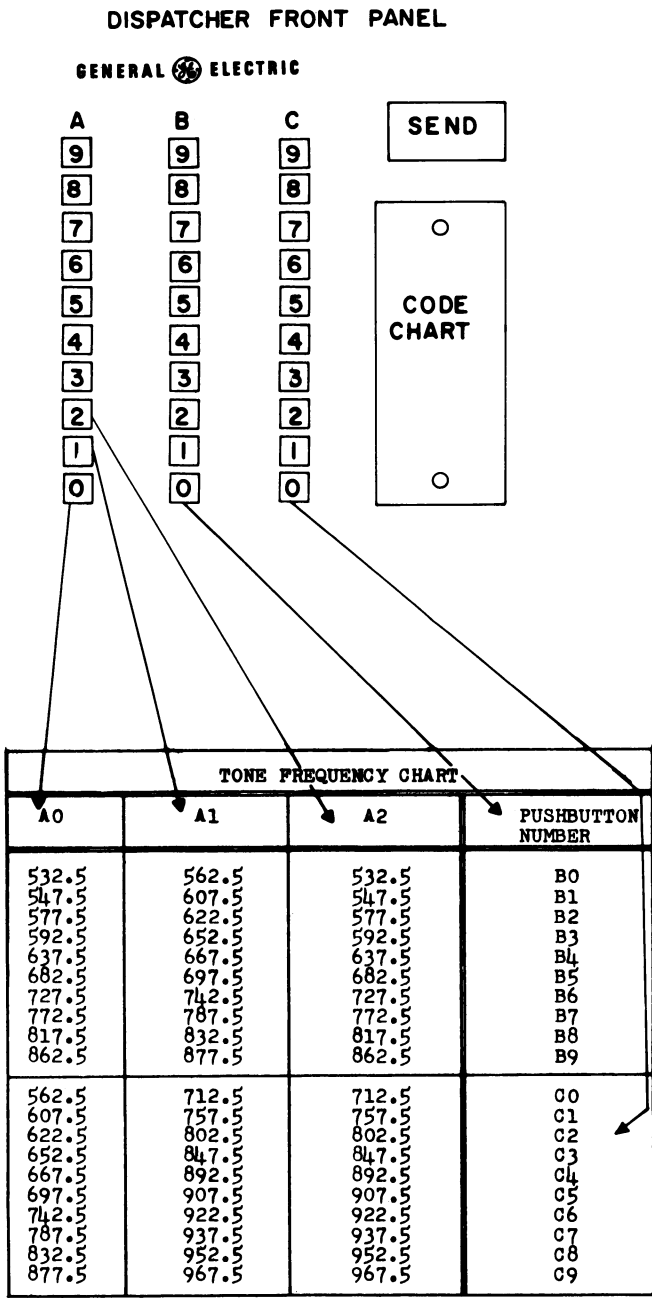 DISPATCHER FRONT PANEL
GENERAL GE ELECTRIC
A B C
SEND
9 9 9
8 8 8
7 7 7
6 6 6
5 5 5
4 4 4
3 3 3
2 2 2
1 1 1
0 0 0
CODE
CHART
TONE FREQUENCY CHART
A0 A1 A2 PUSHBUTTON
NUMBER
532.5 562.5 532.5 B0
547.5 607.5 547.5 B1
577.5 622.5 577.5 B2
592.5 652.5 592.5 B3
637.5 667.5 637.5 B4
682.5 697.5 682.5 B5
727.5 742.5 727.5 B6
772.5 787.5 772.5 B7
817.5 832.5 817.5 B8
862.5 877.5 862.5 B9
562.5 712.5 712.5 C0
607.5 757.5 757.5 C1
622.5 802.5 802.5 C2
652.5 847.5 847.5 C3
667.5 892.5 892.5 C4
697.5 907.5 907.5 C5
742.5 922.5 922.5 C6
787.5 937.5 937.5 C7
832.5 952.5 952.5 C8
877.5 967.5 967.5 C9